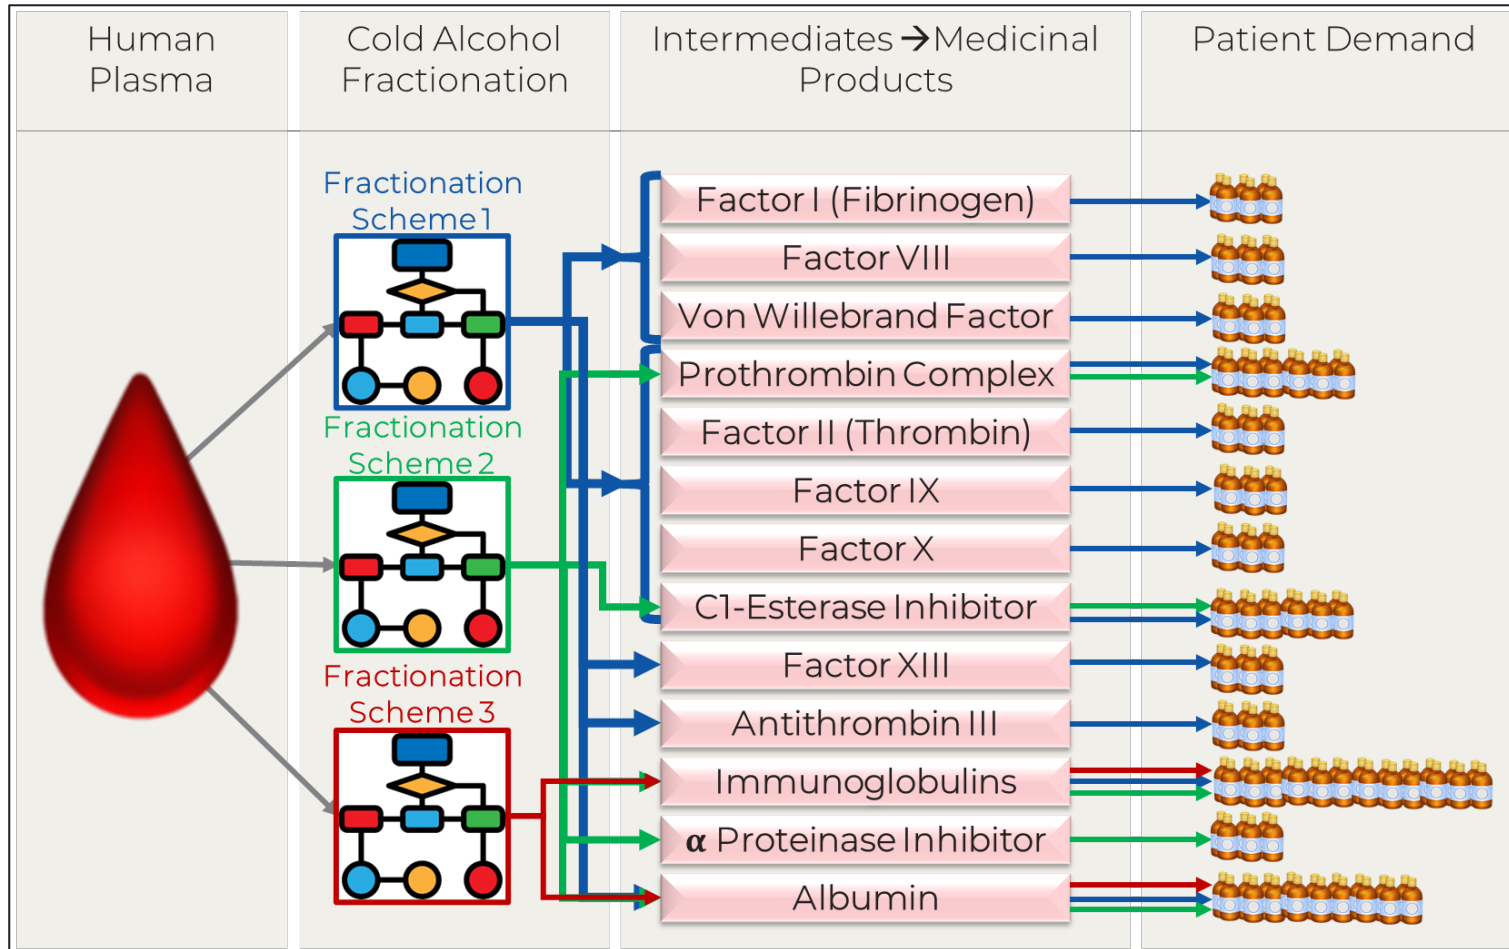 Human
Plasma
Cold Alcohol
Fractionation
Intermediates ➔Medicinal
Products
Patient Demand
Fractionation
Scheme 1
Fractionation
Scheme 2
Fractionation
Scheme 3
Factor I (Fibrinogen)
Factor VIII
Von Willebrand Factor
Prothrombin Complex
Factor II (Thrombin)
Factor IX
Factor X
C1-Esterase Inhibitor
Factor XIII
Antithrombin III
Immunoglobulins
α Proteinase Inhibitor
Albumin